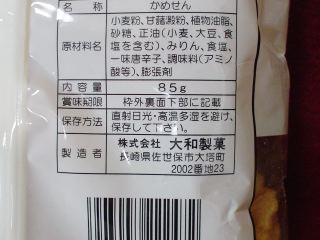 名称 かめせん
小麦粉、甘藷澱粉、植物油脂、
砂糖、正油(小麦、大豆、食
原材料名 塩を含む)、みりん、食塩、
一味唐辛子、調味料(アミノ
酸等)、膨張剤
内容量 85g
賞味期限 枠外裏面下部に記載
保存方法 直射日光・高温多湿を避け、
保存して下さい。
製造者 株式会社 大和製菓
長崎県佐世保市大塔町
2002番地23